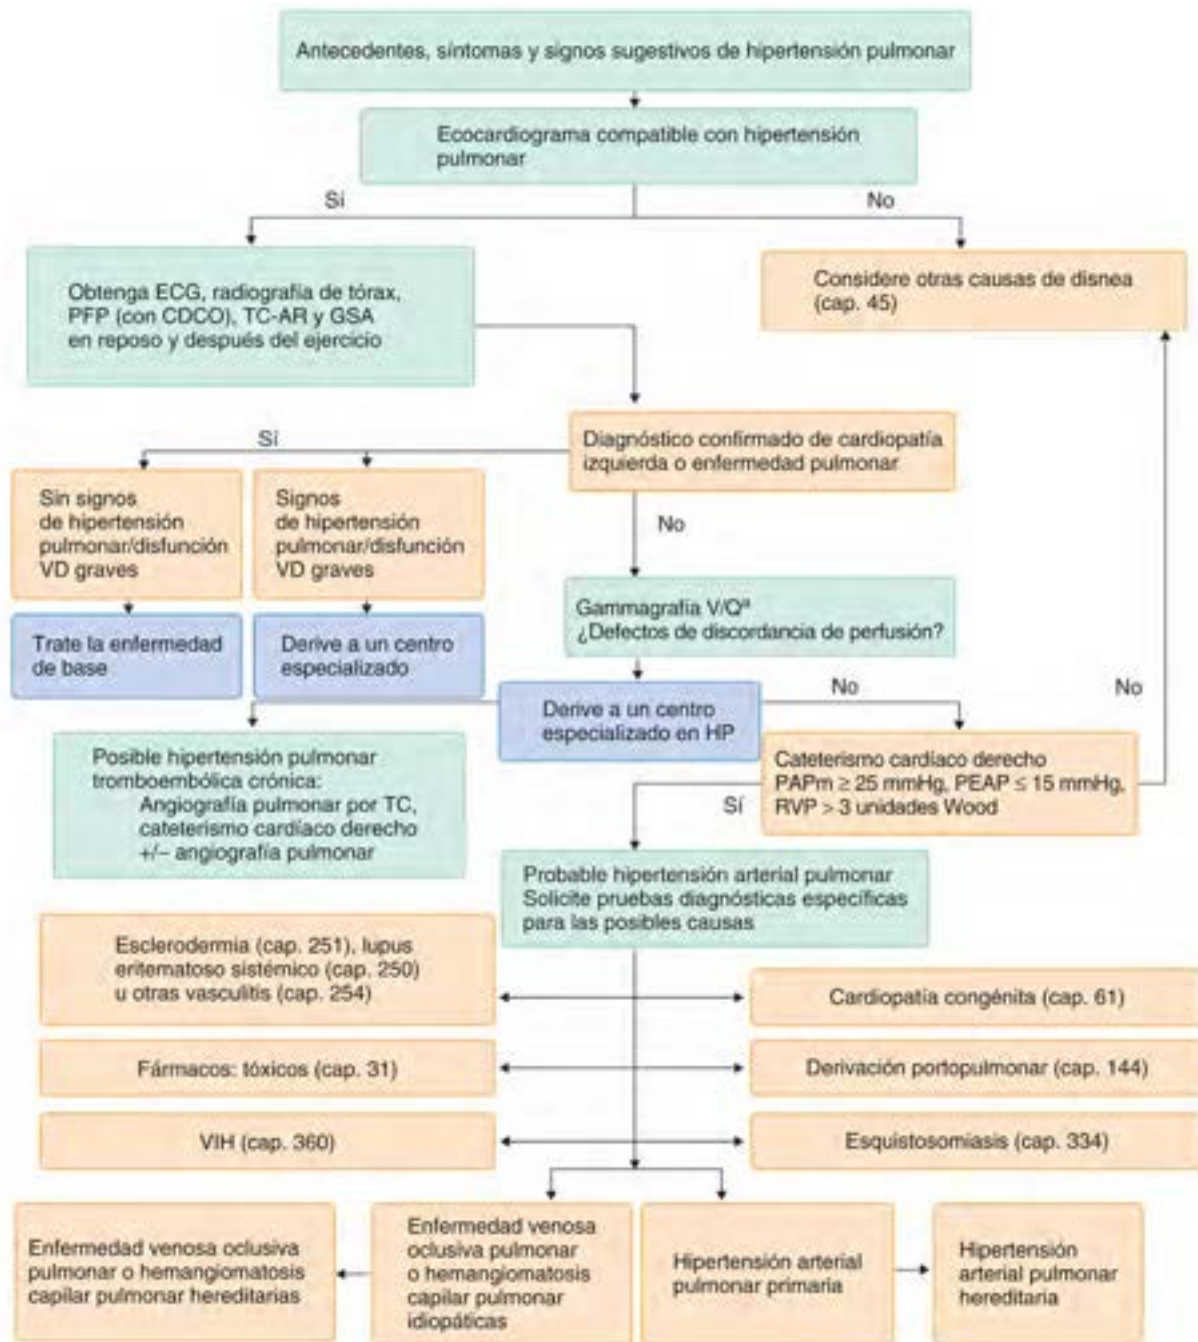 Antecedentes, síntomas y signos sugestivos de hipertensión pulmonar
Ecocardiograma compatible con hipertensión
pulmonar
Sí
No
Obtenga ECG, radiografía de tórax,
PFP (con CDCO), TC-AR y GSA
en reposo y después del ejercicio
Considere otras causas de disnea
(cap. 45)
Diagnóstico confirmado de cardiopatía
izquierda o enfermedad pulmonar
Sí
Sin signos
de hipertensión
pulmonar/disfunción
VD graves
Signos
de hipertensión
pulmonar/disfunción
VD graves
No
Trate la enfermedad
de base
Derive a un centro
especializado
Gammagrafía V/Qª
¿Defectos de discordancia de perfusión?
Derive a un centro
especializado en HP
No
No
Posible hipertensión pulmonar
tromboembólica crónica:
Angiografía pulmonar por TC,
cateterismo cardíaco derecho
+/– angiografía pulmonar
Cateterismo cardíaco derecho
PAPm ≥ 25 mmHg, PEAP ≤ 15 mmHg,
RVP > 3 unidades Wood
Sí
Probable hipertensión arterial pulmonar
Solicite pruebas diagnósticas específicas
para las posibles causas
Esclerodermia (cap. 251), lupus
eritematoso sistémico (cap. 250)
u otras vasculitis (cap. 254)
Cardiopatía congénita (cap. 61)
Fármacos: tóxicos (cap. 31)
Derivación portopulmonar (cap. 144)
VIH (cap. 360)
Esquistosomiasis (cap. 334)
Enfermedad venosa oclusiva
pulmonar o hemangiomatosis
capilar pulmonar hereditarias
Enfermedad venosa
oclusiva pulmonar
o hemangiomatosis
capilar pulmonar
idiopáticas
Hipertensión arterial
pulmonar primaria
Hipertensión
arterial pulmonar
hereditaria